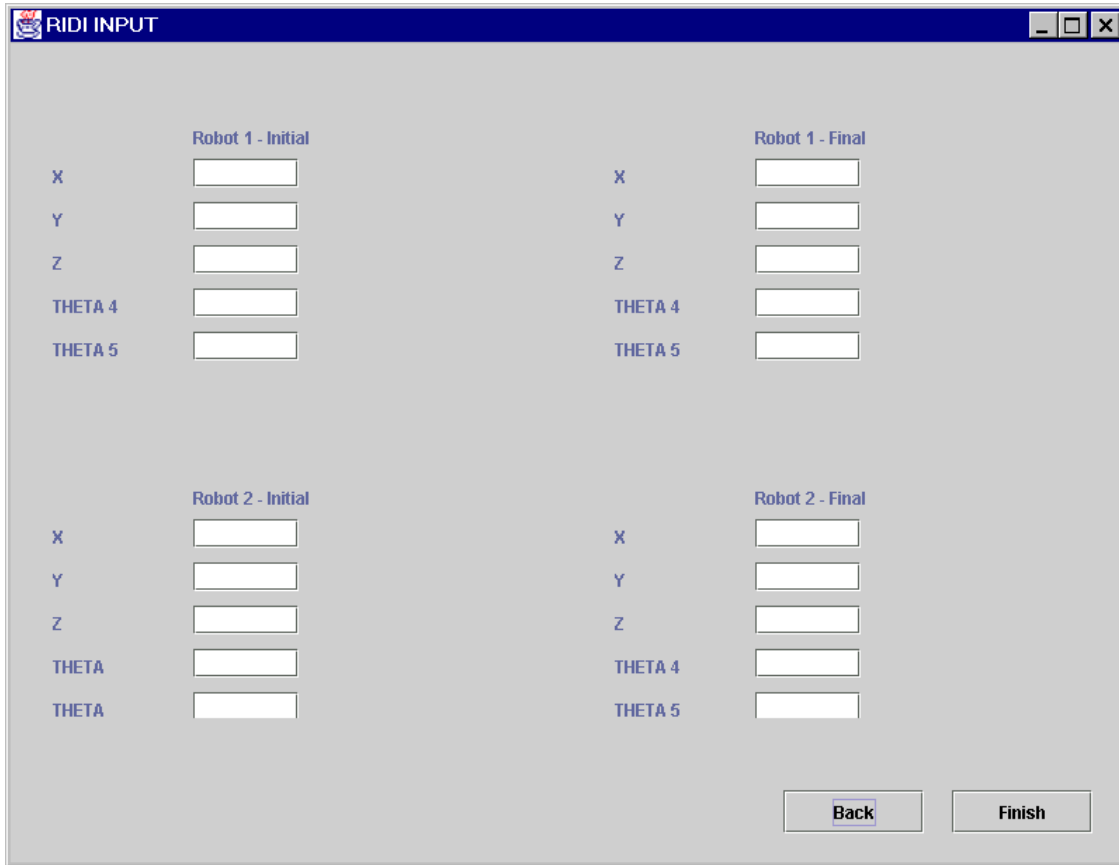 RIDI INPUT
Robot 1 - Initial
X
Y
Z
THETA 4
THETA 5
Robot 1 - Final
X
Y
Z
THETA 4
THETA 5
Robot 2 - Initial
X
Y
Z
THETA
THETA
Robot 2 - Final
X
Y
Z
THETA 4
THETA 5
Back
Finish